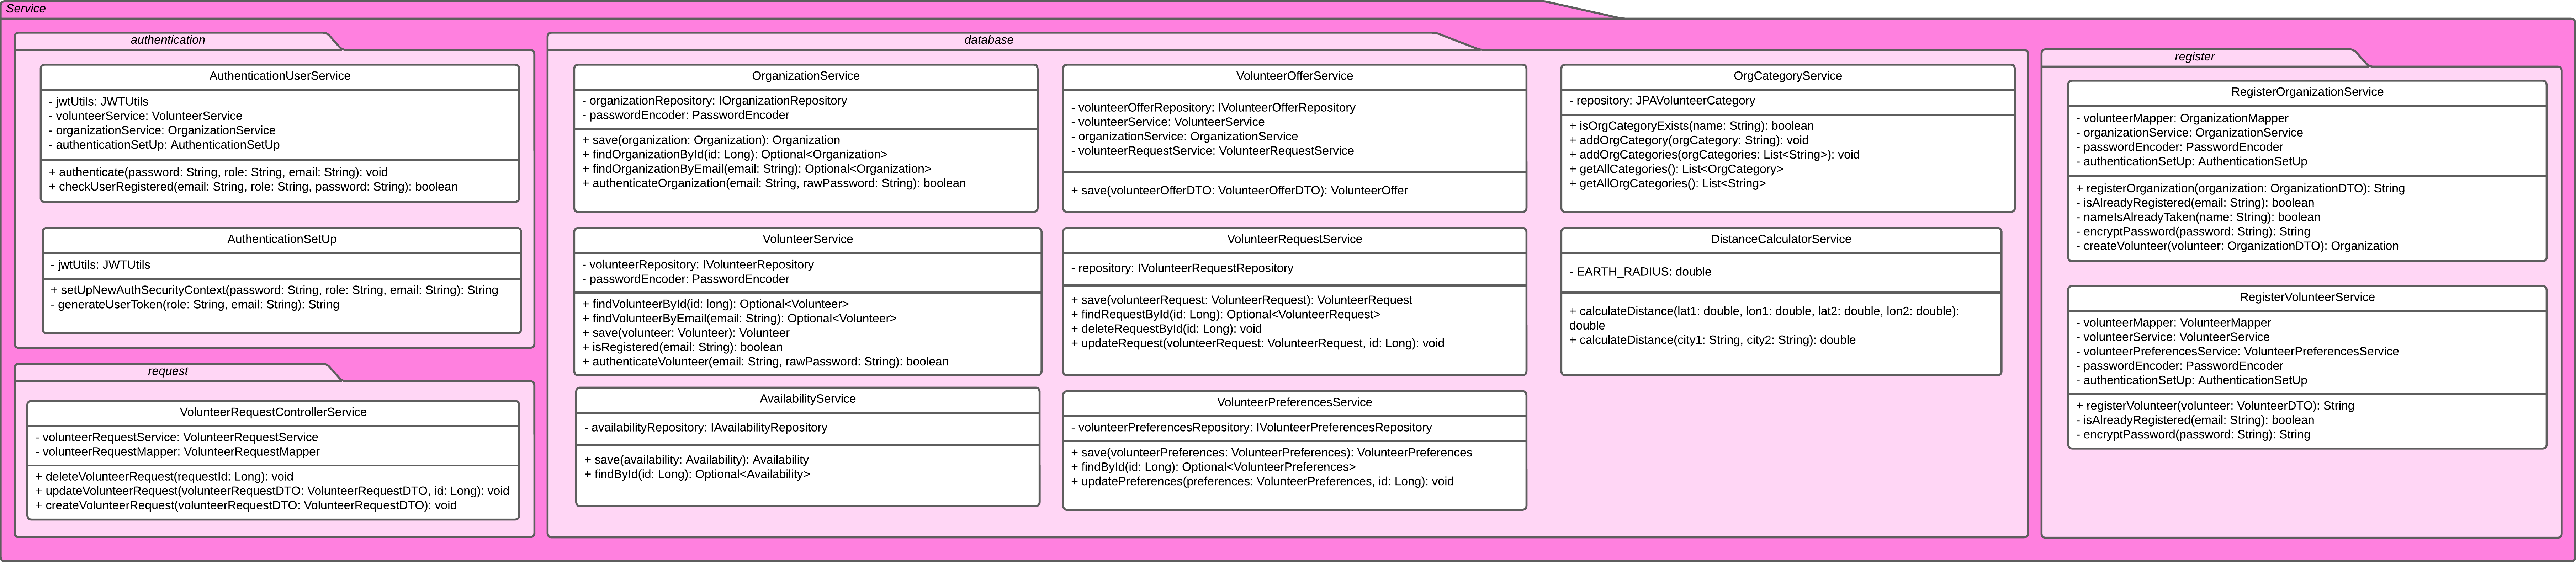 Service
authentication
AuthenticationUserService
- jwtUtils: JWTUtils
- volunteerService: VolunteerService
- organizationService: OrganizationService
- authenticationSetUp: AuthenticationSetUp
+ authenticate(password: String, role: String, email: String): void
+ checkUserRegistered(email: String, role: String, password: String): boolean
AuthenticationSetUp
- jwtUtils: JWTUtils
+ setUpNewAuthSecurityContext(password: String, role: String, email: String): String
- generateUserToken(role: String, email: String): String
request
VolunteerRequestControllerService
- volunteerRequestService: VolunteerRequestService
- volunteerRequestMapper: VolunteerRequestMapper
+ deleteVolunteerRequest(requestId: Long): void
+ updateVolunteerRequest(volunteerRequestDTO: VolunteerRequestDTO, id: Long): void
+ createVolunteerRequest(volunteerRequestDTO: VolunteerRequestDTO): void
database
OrganizationService
- organizationRepository: IOrganizationRepository
- passwordEncoder: PasswordEncoder
+ save(organization: Organization): Organization
+ findOrganizationById(id: Long): Optional<Organization>
+ findOrganizationByEmail(email: String): Optional<Organization>
+ authenticateOrganization(email: String, rawPassword: String): boolean
VolunteerOfferService
- volunteerOfferRepository: IVolunteerOfferRepository
- volunteerService: VolunteerService
- organizationService: OrganizationService
- volunteerRequestService: VolunteerRequestService
+ save(volunteerOfferDTO: VolunteerOfferDTO): VolunteerOffer
OrgCategoryService
- repository: JPAVolunteerCategory
+ isOrgCategoryExists(name: String): boolean
+ addOrgCategory(orgCategory: String): void
+ addOrgCategories(orgCategories: List<String>): void
+ getAllCategories(): List<OrgCategory>
+ getAllOrgCategories(): List<String>
VolunteerService
- volunteerRepository: IVolunteerRepository
- passwordEncoder: PasswordEncoder
+ findVolunteerById(id: long): Optional<Volunteer>
+ findVolunteerByEmail(email: String): Optional<Volunteer>
+ save(volunteer: Volunteer): Volunteer
+ isRegistered(email: String): boolean
+ authenticateVolunteer(email: String, rawPassword: String): boolean
VolunteerRequestService
- repository: IVolunteerRequestRepository
+ save(volunteerRequest: VolunteerRequest): VolunteerRequest
+ findRequestById(id: Long): Optional<VolunteerRequest>
+ deleteRequestById(id: Long): void
+ updateRequest(volunteerRequest: VolunteerRequest, id: Long): void
DistanceCalculatorService
- EARTH_RADIUS: double
+ calculateDistance(lat1: double, lon1: double, lat2: double, lon2: double):
double
+ calculateDistance(city1: String, city2: String): double
AvailabilityService
- availabilityRepository: IAvailabilityRepository
+ save(availability: Availability): Availability
+ findById(id: Long): Optional<Availability>
VolunteerPreferencesService
- volunteerPreferencesRepository: IVolunteerPreferencesRepository
+ save(volunteerPreferences: VolunteerPreferences): VolunteerPreferences
+ findById(id: Long): Optional<VolunteerPreferences>
+ updatePreferences(preferences: VolunteerPreferences, id: Long): void
register
RegisterOrganizationService
- volunteerMapper: OrganizationMapper
- organizationService: OrganizationService
- passwordEncoder: PasswordEncoder
- authenticationSetUp: AuthenticationSetUp
+ registerOrganization(organization: OrganizationDTO): String
- isAlreadyRegistered(email: String): boolean
- nameIsAlreadyTaken(name: String): boolean
- encryptPassword(password: String): String
- createVolunteer(volunteer: OrganizationDTO): Organization
RegisterVolunteerService
- volunteerMapper: VolunteerMapper
- volunteerService: VolunteerService
- volunteerPreferencesService: VolunteerPreferencesService
- passwordEncoder: PasswordEncoder
- authenticationSetUp: AuthenticationSetUp
+ registerVolunteer(volunteer: VolunteerDTO): String
- isAlreadyRegistered(email: String): boolean
- encryptPassword(password: String): String